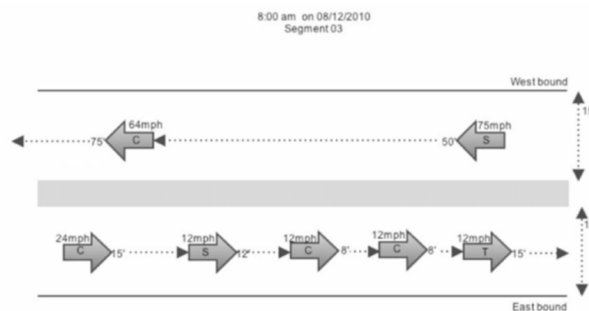 8:00 am on 08/12/2010
Segment 03
West bound
64mph
75mph
75'
C
50'
S
24mph
12mph
12mph
12mph
12mph
C
15'
S
12'
C
8'
C
8'
T
15'
East bound